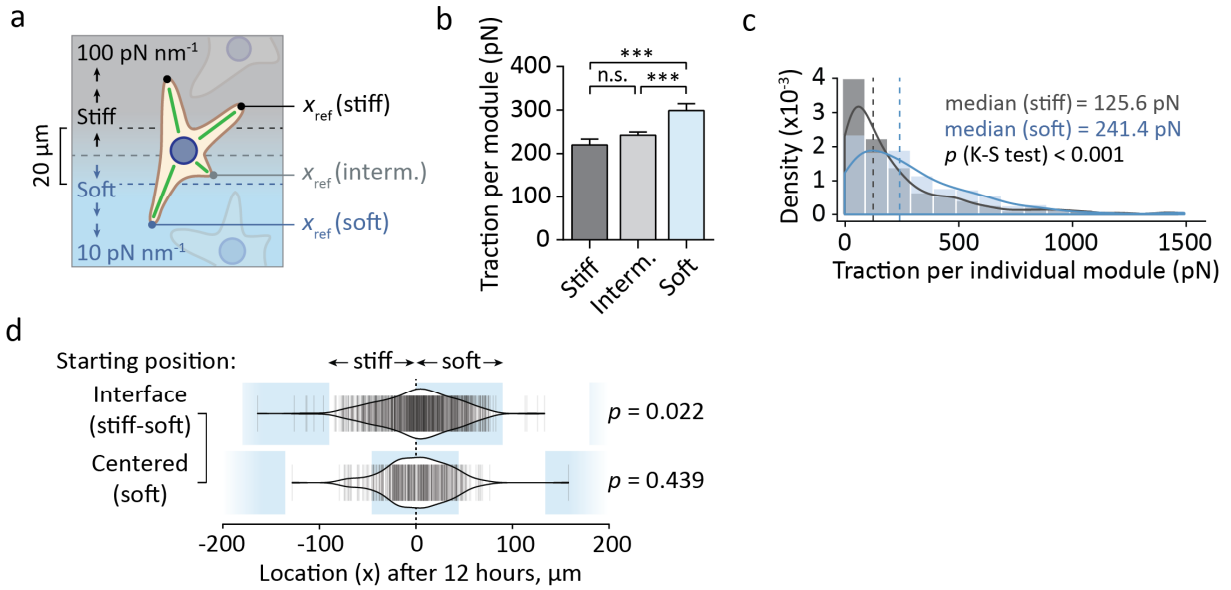 a
100 pN nm⁻¹
Stiff
20 µm
Soft
10 pN nm⁻¹
x_ref (stiff)
x_ref (interm.)
x_ref (soft)
b
Traction per module (pN)
400
300
200
100
0
n.s.
***
***
Stiff
Interm.
Soft
c
Density (x10⁻³)
4
3
2
1
0
median (stiff) = 125.6 pN
median (soft) = 241.4 pN
p (K-S test) < 0.001
0 500 1000 1500
Traction per individual module (pN)
d
Starting position:
stiff soft
Interface
(stiff-soft)
p = 0.022
Centered
(soft)
p = 0.439
-200 -100 0 100 200
Location (x) after 12 hours, µm